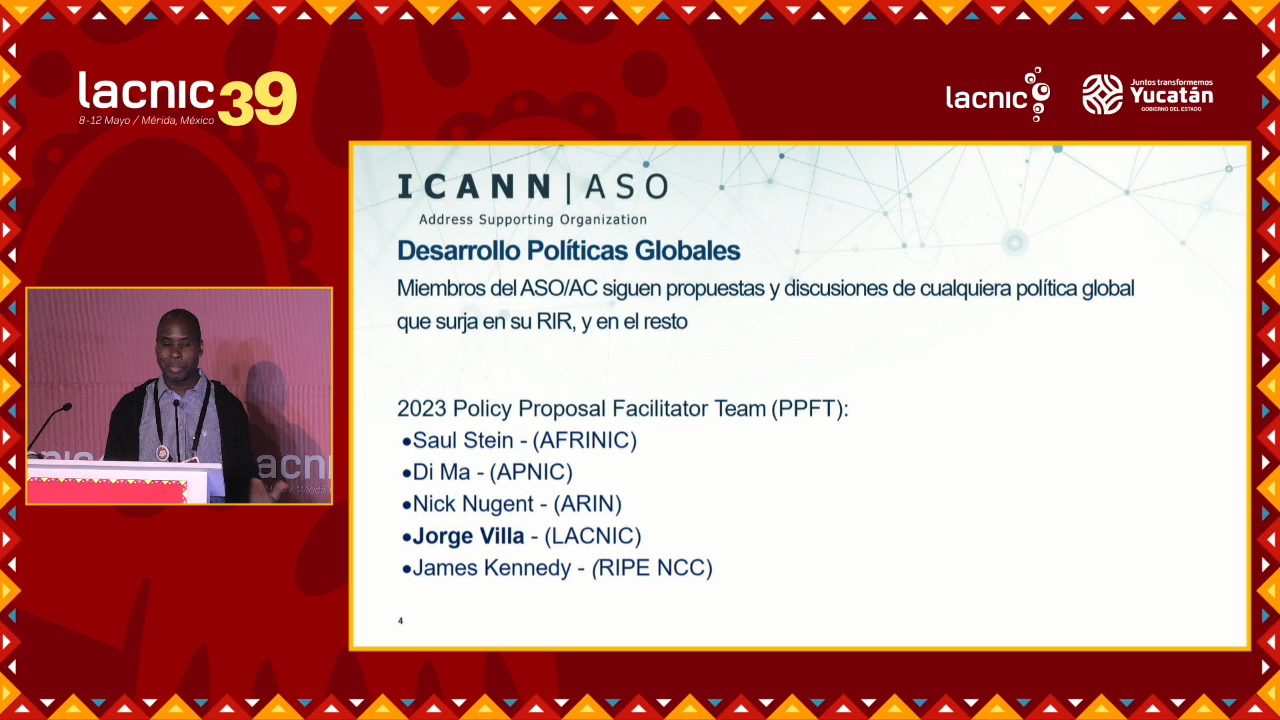 lacnic39
8-12 Mayo / Mérida, México
lacnic
Juntos transformemos
Yucatán
GOBIERNO DEL ESTADO
ICANN|ASO
Address Supporting Organization
Desarrollo Políticas Globales
Miembros del ASO/AC siguen propuestas y discusiones de cualquiera política global
que surja en su RIR, y en el resto
2023 Policy Proposal Facilitator Team (PPFT):
•Saul Stein - (AFRINIC)
•Di Ma - (APNIC)
•Nick Nugent - (ARIN)
•Jorge Villa - (LACNIC)
•James Kennedy - (RIPE NCC)
4